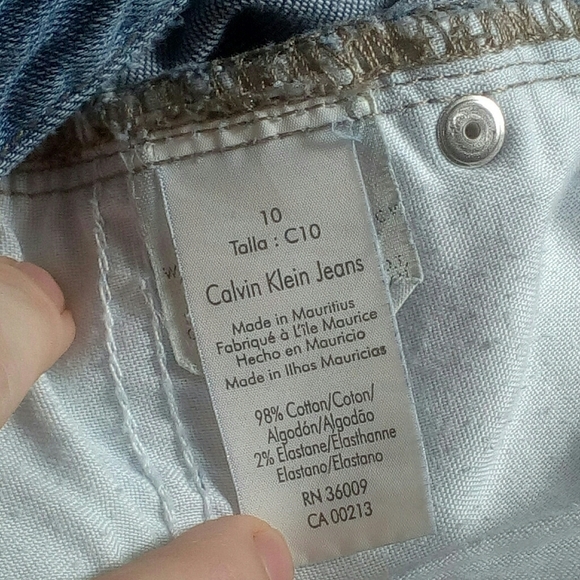 10
Talla : C10
Calvin Klein Jeans
Made in Mauritius
Fabriqué à L'île Maurice
Hecho en Mauricio
Made in Ilhas Mauricias
98% Cotton/Coton/
Algodón/Algodão
2% Elastane/Elasthanne
Elastano/Elastano
RN 36009
CA 00213